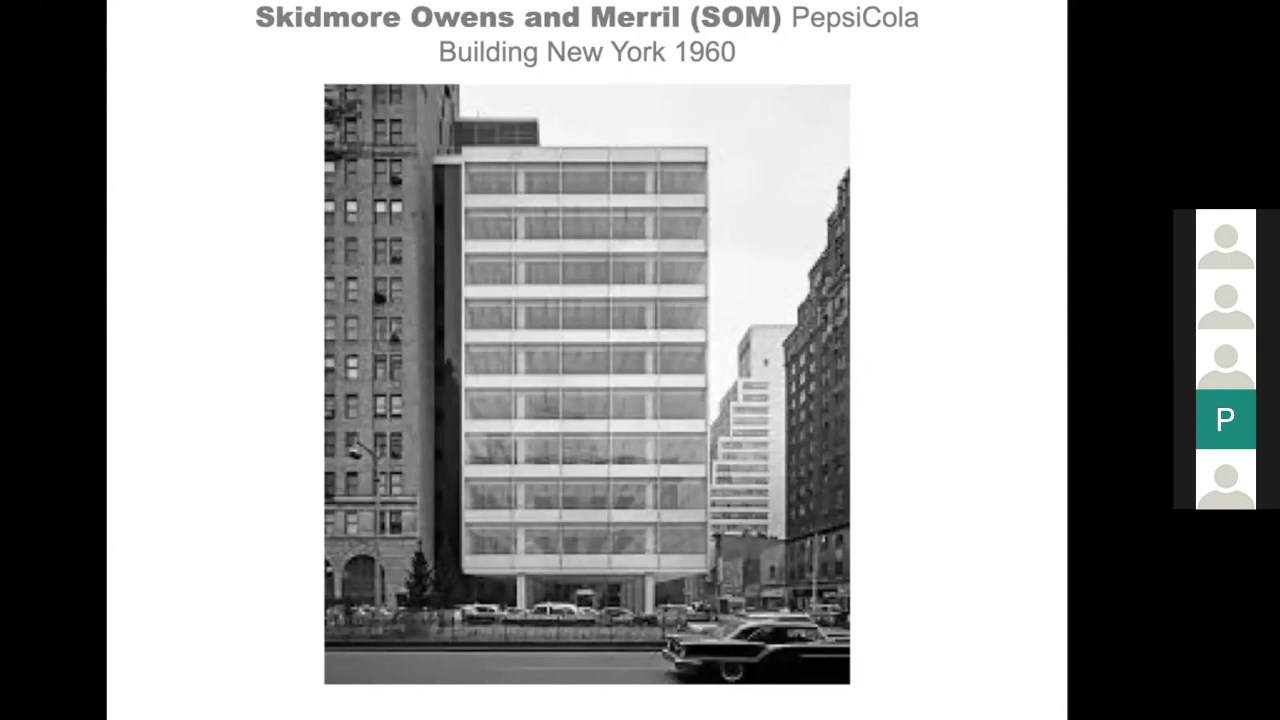 Skidmore Owens and Merril (SOM) PepsiCola
Building New York 1960
P